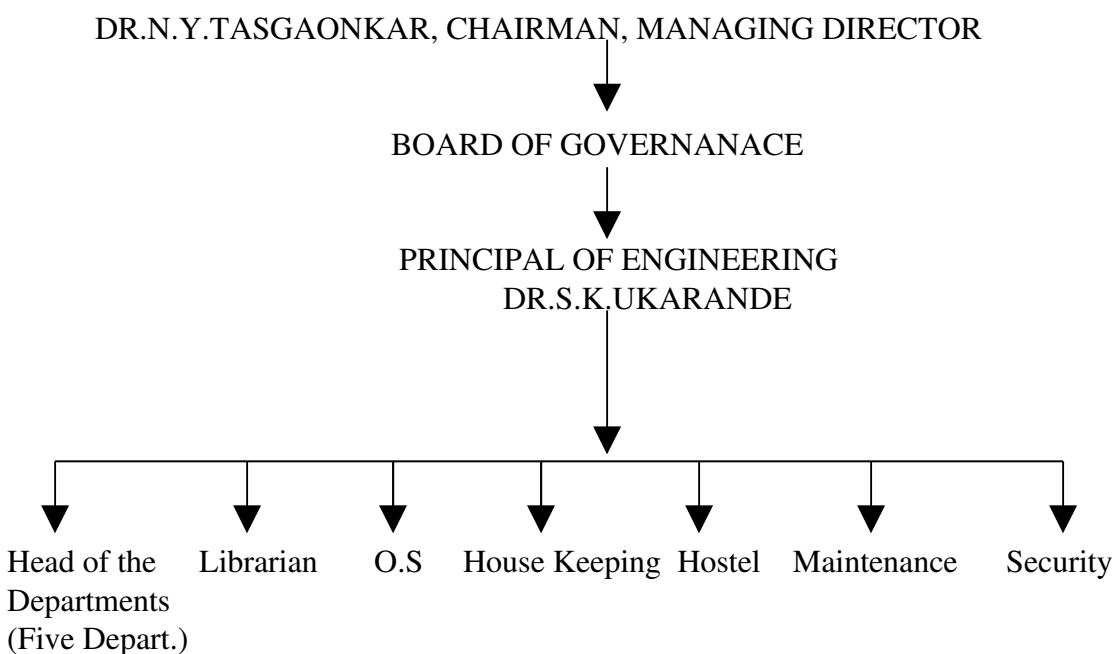 DR.N.Y.TASGAONKAR, CHAIRMAN, MANAGING DIRECTOR
BOARD OF GOVERNANACE
PRINCIPAL OF ENGINEERING
DR.S.K.UKARANDE
Head of the Librarian O.S House Keeping Hostel Maintenance Security
Departments
(Five Depart.)